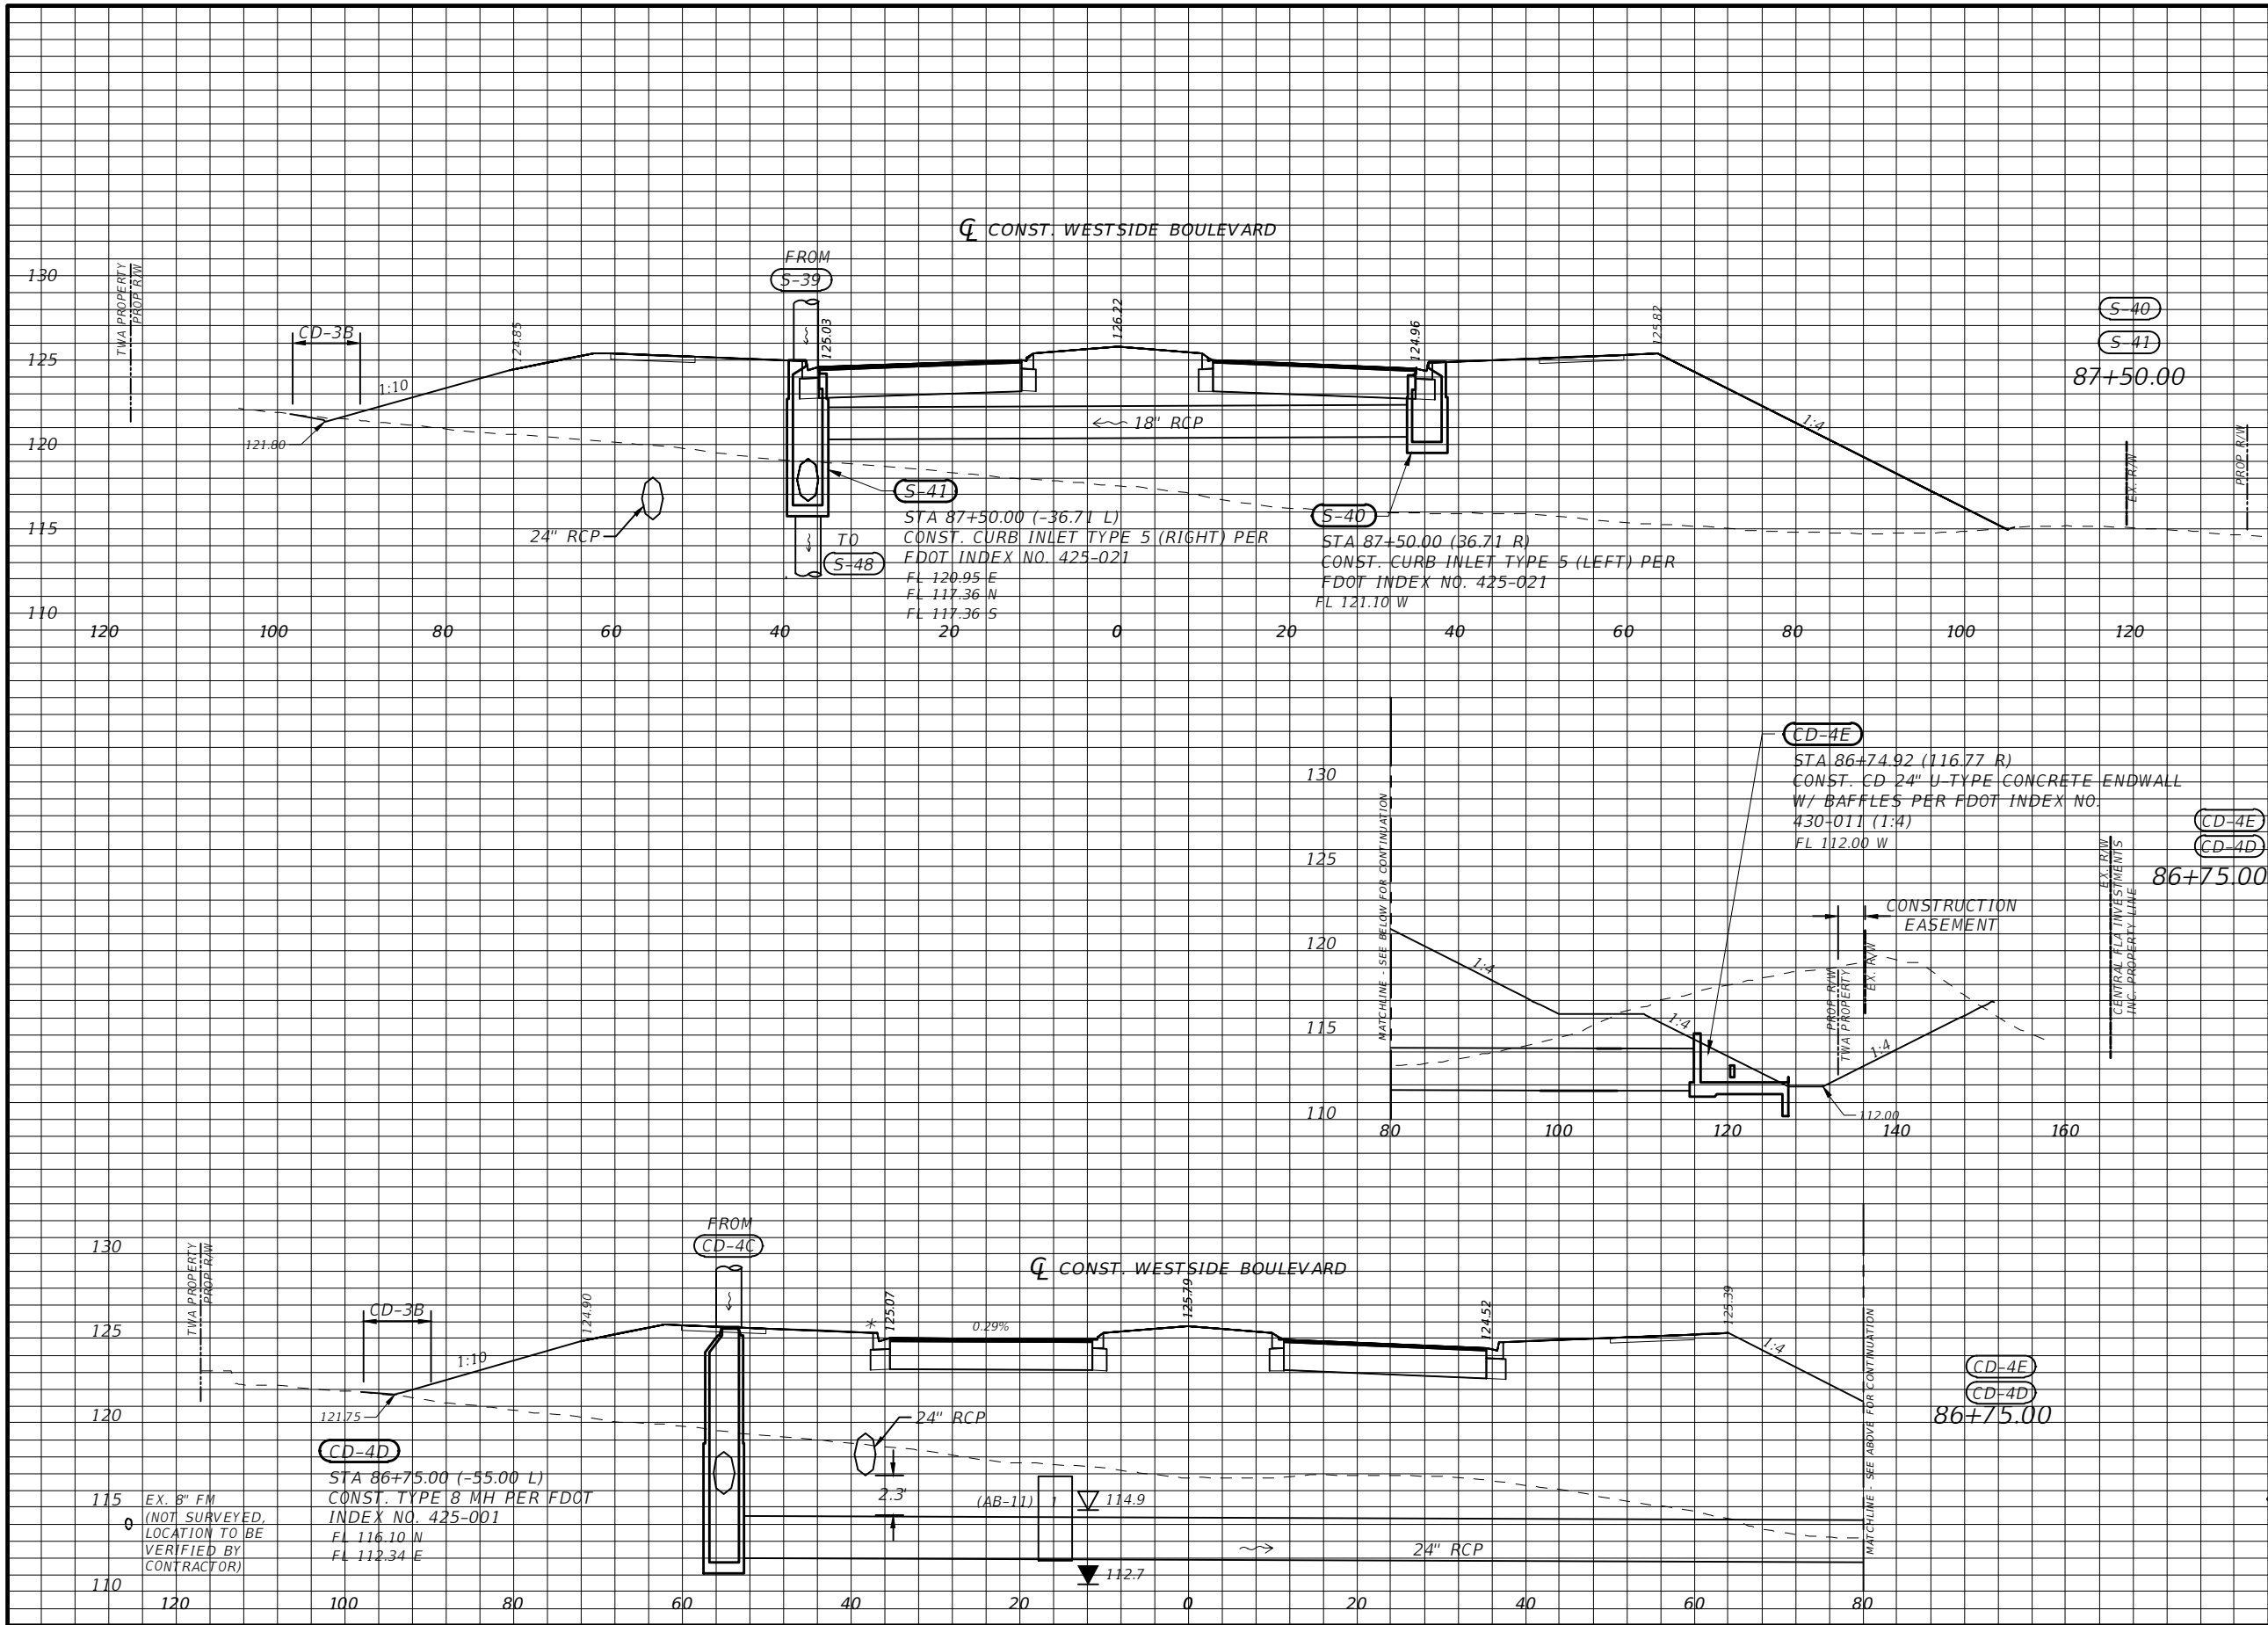 ℄ CONST. WESTSIDE BOULEVARD
FROM
S-39
130
125
120
115
110
TWA PROPERTY
PROP R/W
CD-3B
1:10
121.80
124.85
125.03
126.22
124.96
125.82
18" RCP
24" RCP
S-41
STA 87+50.00 (-36.71 L)
CONST. CURB INLET TYPE 5 (RIGHT) PER
FDOT INDEX NO. 425-021
FL 120.95 E
FL 117.36 N
FL 117.36 S
TO
S-48
S-40
STA 87+50.00 (36.71 R)
CONST. CURB INLET TYPE 5 (LEFT) PER
FDOT INDEX NO. 425-021
FL 121.10 W
1:4
EX. R/W
PROP. R/W
S-40
S-41
87+50.00
120 100 80 60 40 20 0 20 40 60 80 100 120
CD-4E
STA 86+74.92 (116.77 R)
CONST. CD 24" U-TYPE CONCRETE ENDWALL
W/ BAFFLES PER FDOT INDEX NO.
430-011 (1:4)
FL 112.00 W
130
125
120
115
110
MATCHLINE - SEE BELOW FOR CONTINUATION
1:4
1:4
1:4
CONSTRUCTION
EASEMENT
PROP R/W
TWA PROPERTY
EX. R/W
EX. R/W
CENTRAL FLA INVESTMENTS
INC. PROPERTY LINE
112.00
CD-4E
CD-4D
86+75.00
80 100 120 140 160
FROM
CD-4C
℄ CONST. WESTSIDE BOULEVARD
130
125
120
115
110
TWA PROPERTY
PROP R/W
CD-3B
1:10
121.75
124.90
*
125.07
0.29%
125.79
124.52
125.39
1:4
24" RCP
2.3'
(AB-11)
1
114.9
112.7
24" RCP
CD-4D
STA 86+75.00 (-55.00 L)
CONST. TYPE 8 MH PER FDOT
INDEX NO. 425-001
FL 116.10 N
FL 112.34 E
EX. 8" FM
(NOT SURVEYED,
LOCATION TO BE
VERIFIED BY
CONTRACTOR)
MATCHLINE - SEE ABOVE FOR CONTINUATION
CD-4E
CD-4D
86+75.00
120 100 80 60 40 20 0 20 40 60 80